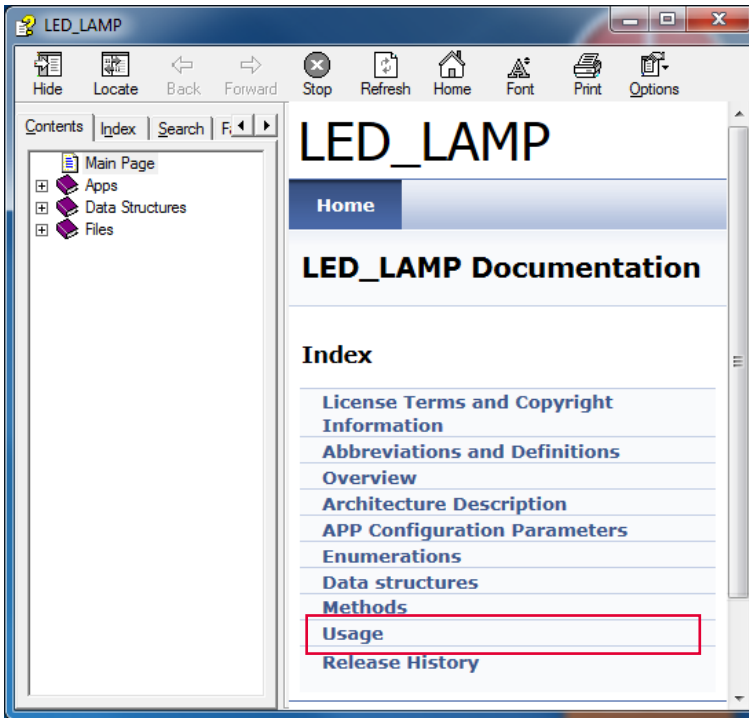 LED_LAMP
Hide Locate Back Forward Stop Refresh Home Font Print Options
Contents Index Search
Main Page
Apps
Data Structures
Files
LED_LAMP
Home
LED_LAMP Documentation
Index
License Terms and Copyright
Information
Abbreviations and Definitions
Overview
Architecture Description
APP Configuration Parameters
Enumerations
Data structures
Methods
Usage
Release History